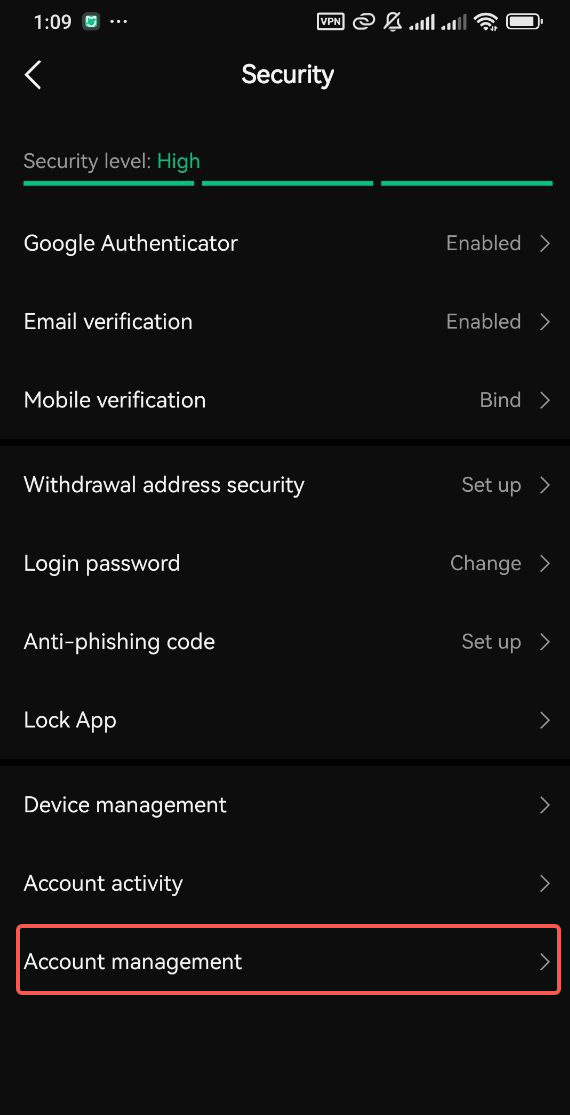 1:09
VPN
Security
Security level: High
Google Authenticator Enabled
Email verification Enabled
Mobile verification Bind
Withdrawal address security Set up
Login password Change
Anti-phishing code Set up
Lock App
Device management
Account activity
Account management